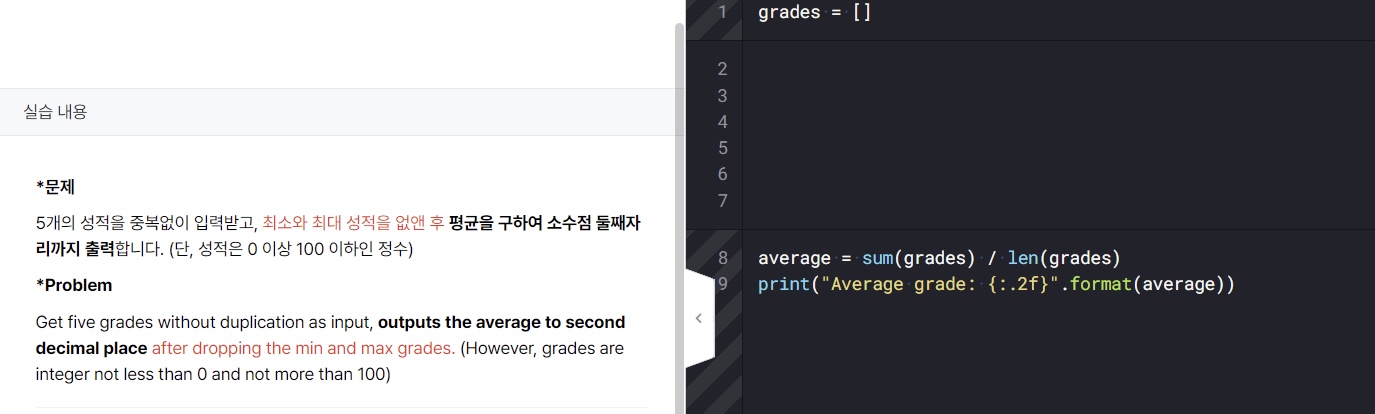 실습 내용
*문제
5개의 성적을 중복없이 입력받고, 최소와 최대 성적을 없앤 후 평균을 구하여 소수점 둘째자
리까지 출력합니다. (단, 성적은 0 이상 100 이하인 정수)
*Problem
Get five grades without duplication as input, outputs the average to second
decimal place after dropping the min and max grades. (However, grades are
integer not less than 0 and not more than 100)
1 grades = []
2
3
4
5
6
7
8 average = sum(grades) / len(grades)
9 print("Average grade: {:.2f}".format(average))